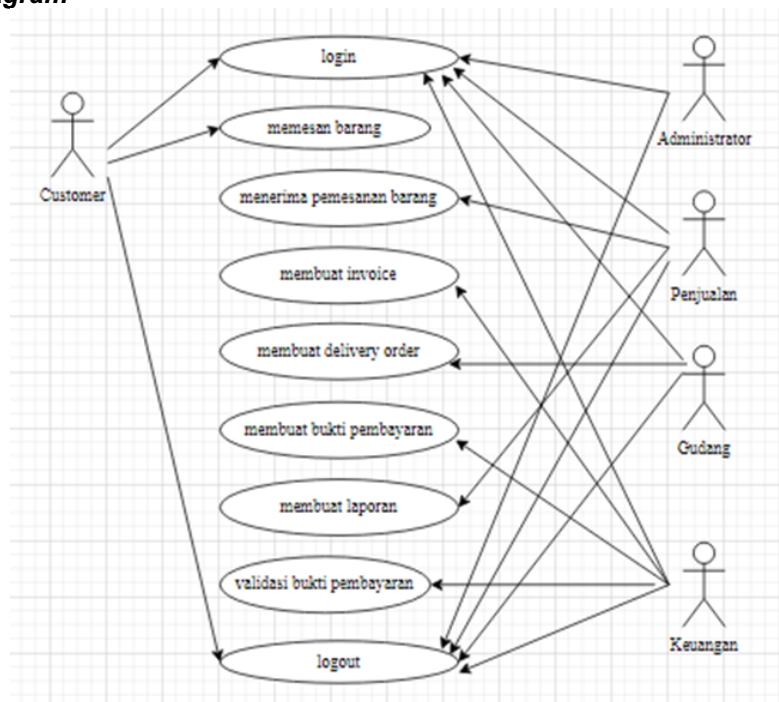 login
memesan barang
menerima pemesanan barang
membuat invoice
membuat delivery order
membuat bukti pembayaran
membuat laporan
validasi bukti pembayaran
logout
Customer
Administrator
Penjualan
Gudang
Keuangan